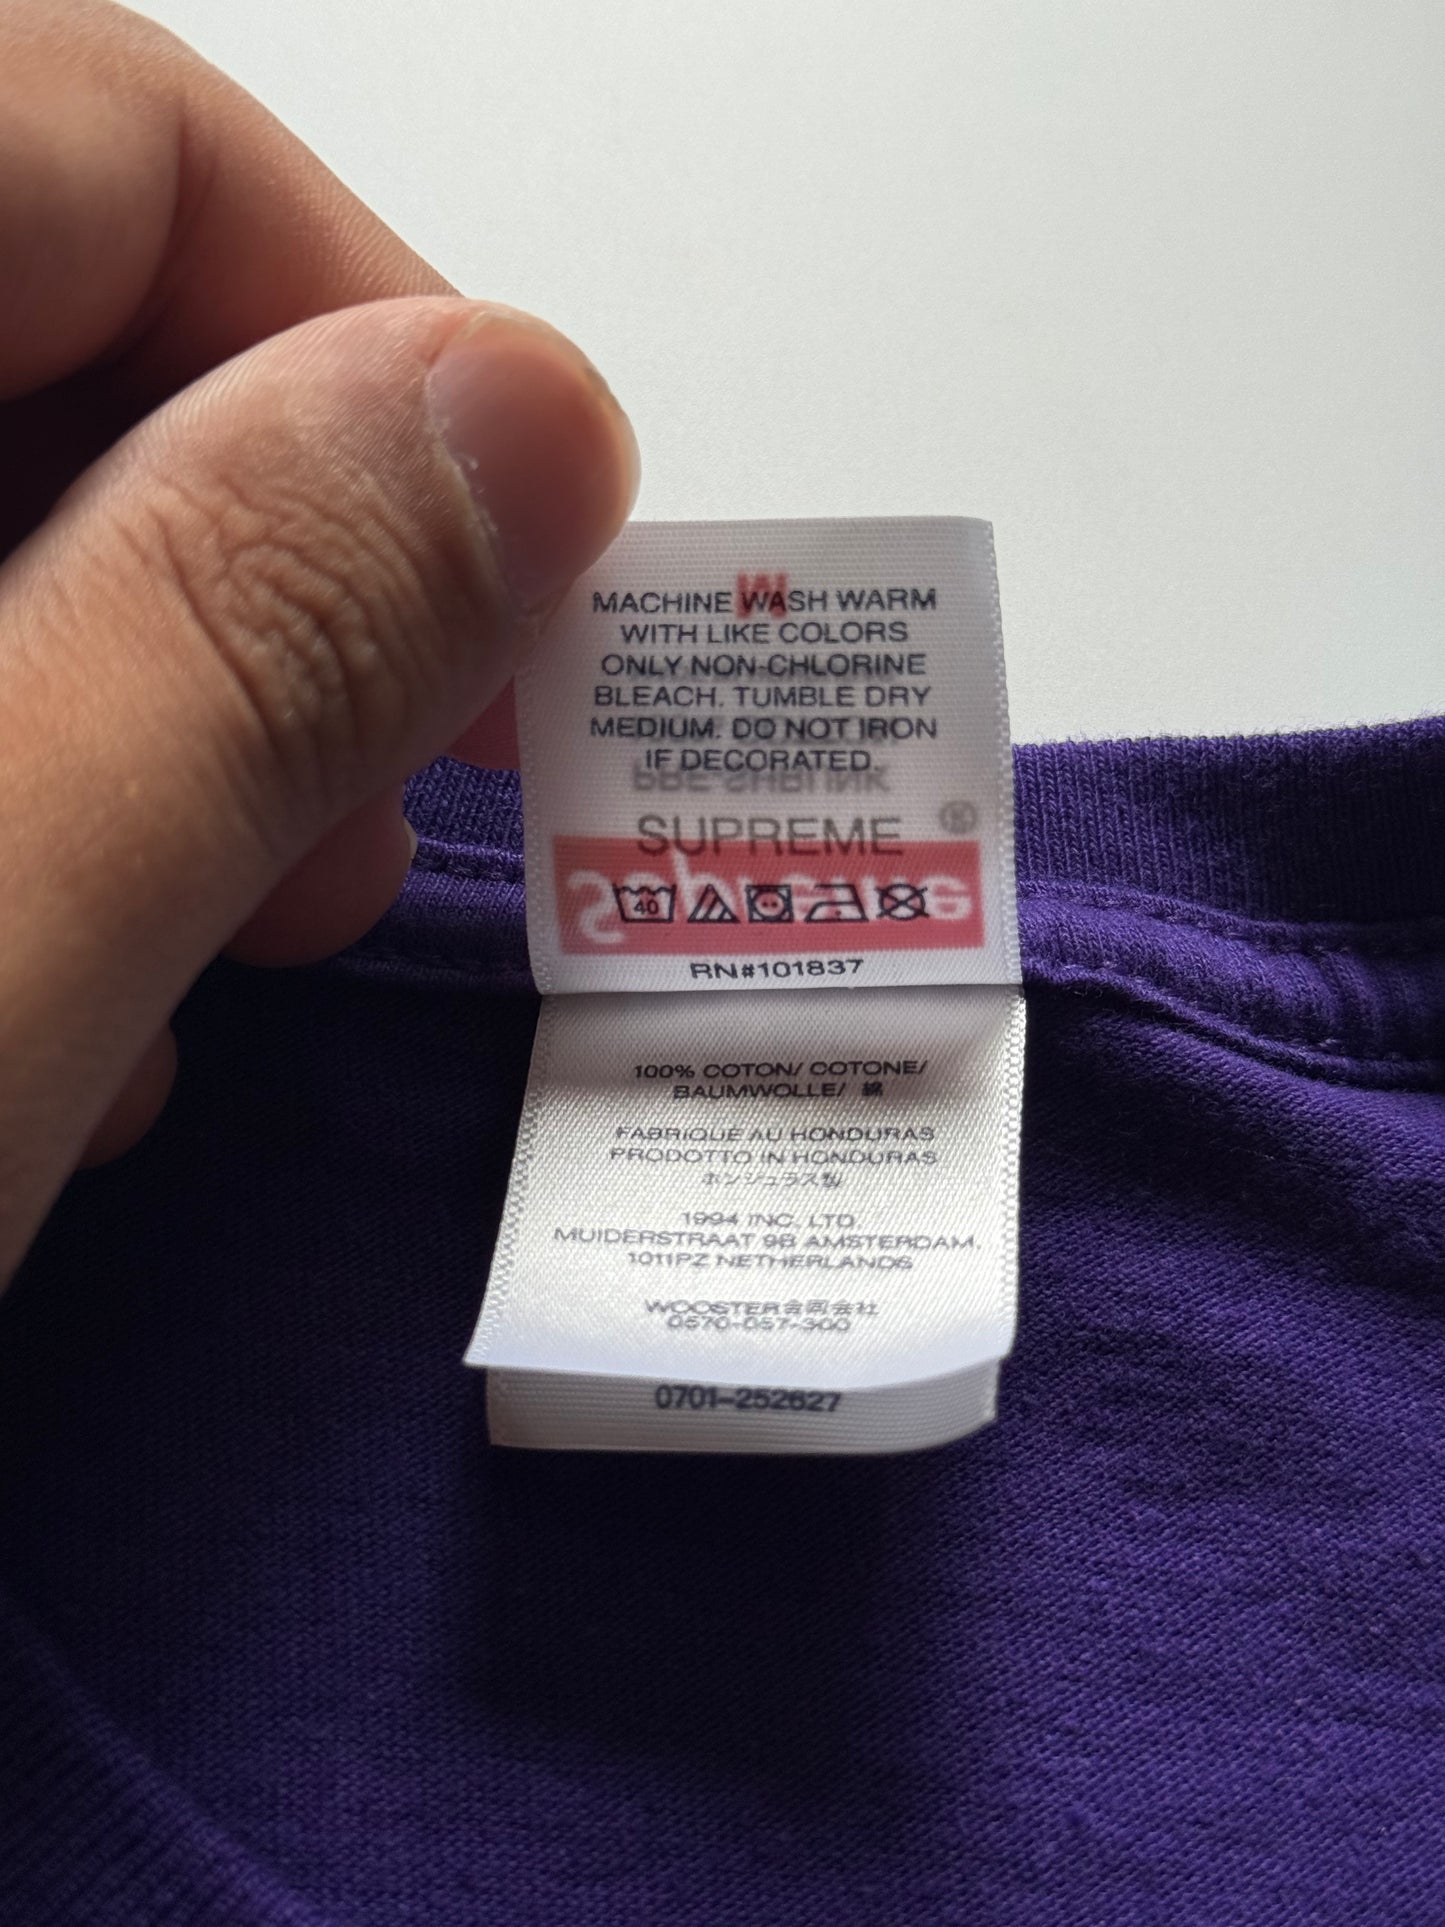 MACHINE WASH WARM
WITH LIKE COLORS
ONLY NON-CHLORINE
BLEACH. TUMBLE DRY
MEDIUM. DO NOT IRON
IF DECORATED.
SUPREME
Supreme ®
M
40
RN#101837
100% COTON/ COTONE/
BAUMWOLLE/ 綿
FABRIQUE AU HONDURAS
PRODOTTO IN HONDURAS
ホンジュラス製
1994 INC. LTD.
MUIDERSTRAAT 9B AMSTERDAM,
1011PZ NETHERLANDS
WOOSTER合同会社
0570-057-300
0701-252627